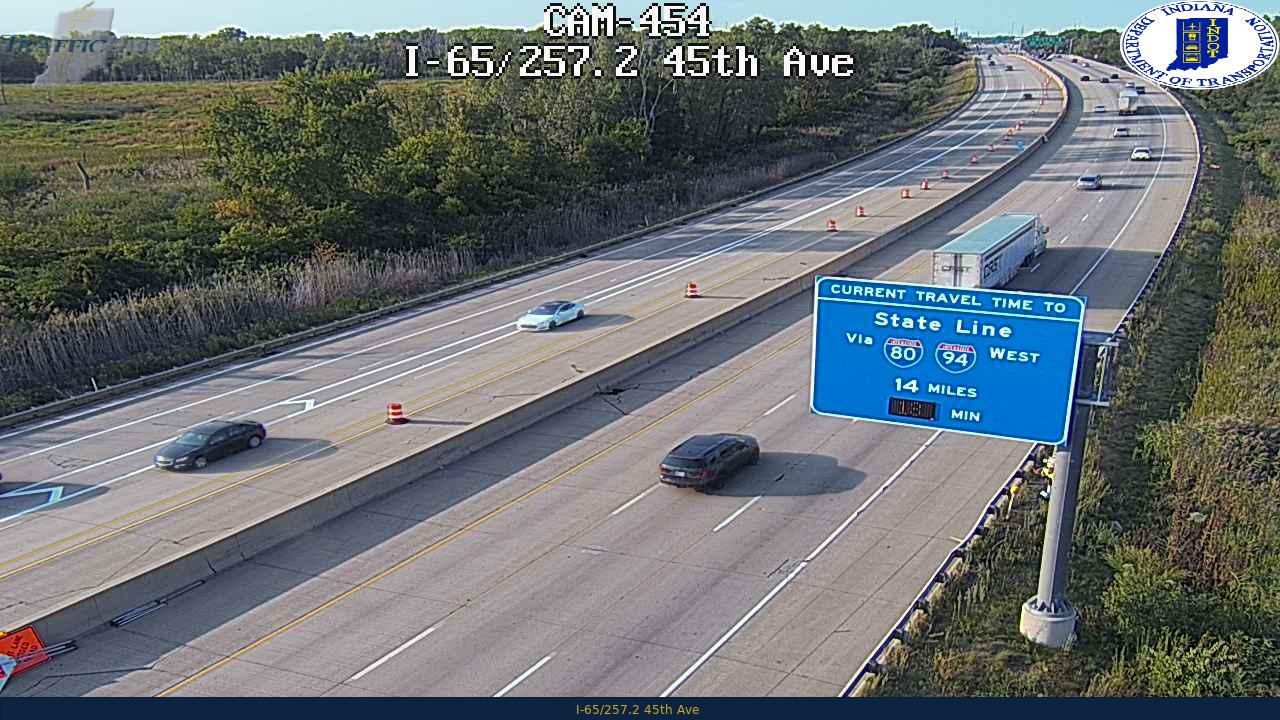 CAM-454
I-65/257.2 45th Ave
TRAFFIC
INDIANA
DEPARTMENT OF TRANSPORTATION
INDOT
CURRENT TRAVEL TIME TO
State Line
Via 80 94 WEST
14 MILES
MIN
I-65/257.2 45th Ave